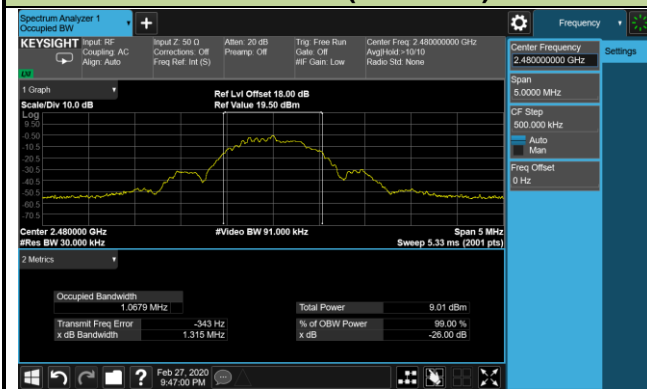 Spectrum Analyzer 1
Occupied BW
Frequency
KEYSIGHT
Input: RF
Coupling: AC
Align: Auto
Input Z: 50 Ω
Corrections: Off
Freq Ref: Int (S)
Atten: 20 dB
Preamp: Off
Trig: Free Run
Gate: Off
#IF Gain: Low
Center Freq: 2.480000000 GHz
Avg|Hold:>10/10
Radio Std: None
LM
Center Frequency
2.480000000 GHz
Settings
Span
5.0000 MHz
CF Step
500.000 kHz
Auto
Man
Freq Offset
0 Hz
1 Graph
Scale/Div 10.0 dB
Ref Lvl Offset 18.00 dB
Ref Value 19.50 dBm
Log
9.50
-0.50
-10.5
-20.5
-30.5
-40.5
-50.5
-60.5
-70.5
Center 2.480000 GHz
#Res BW 30.000 kHz
#Video BW 91.000 kHz
Span 5 MHz
Sweep 5.33 ms (2001 pts)
2 Metrics
Occupied Bandwidth
1.0679 MHz
Total Power 9.01 dBm
Transmit Freq Error -343 Hz
% of OBW Power 99.00 %
x dB Bandwidth 1.315 MHz
x dB -26.00 dB
?
Feb 27, 2020
9:47:00 PM